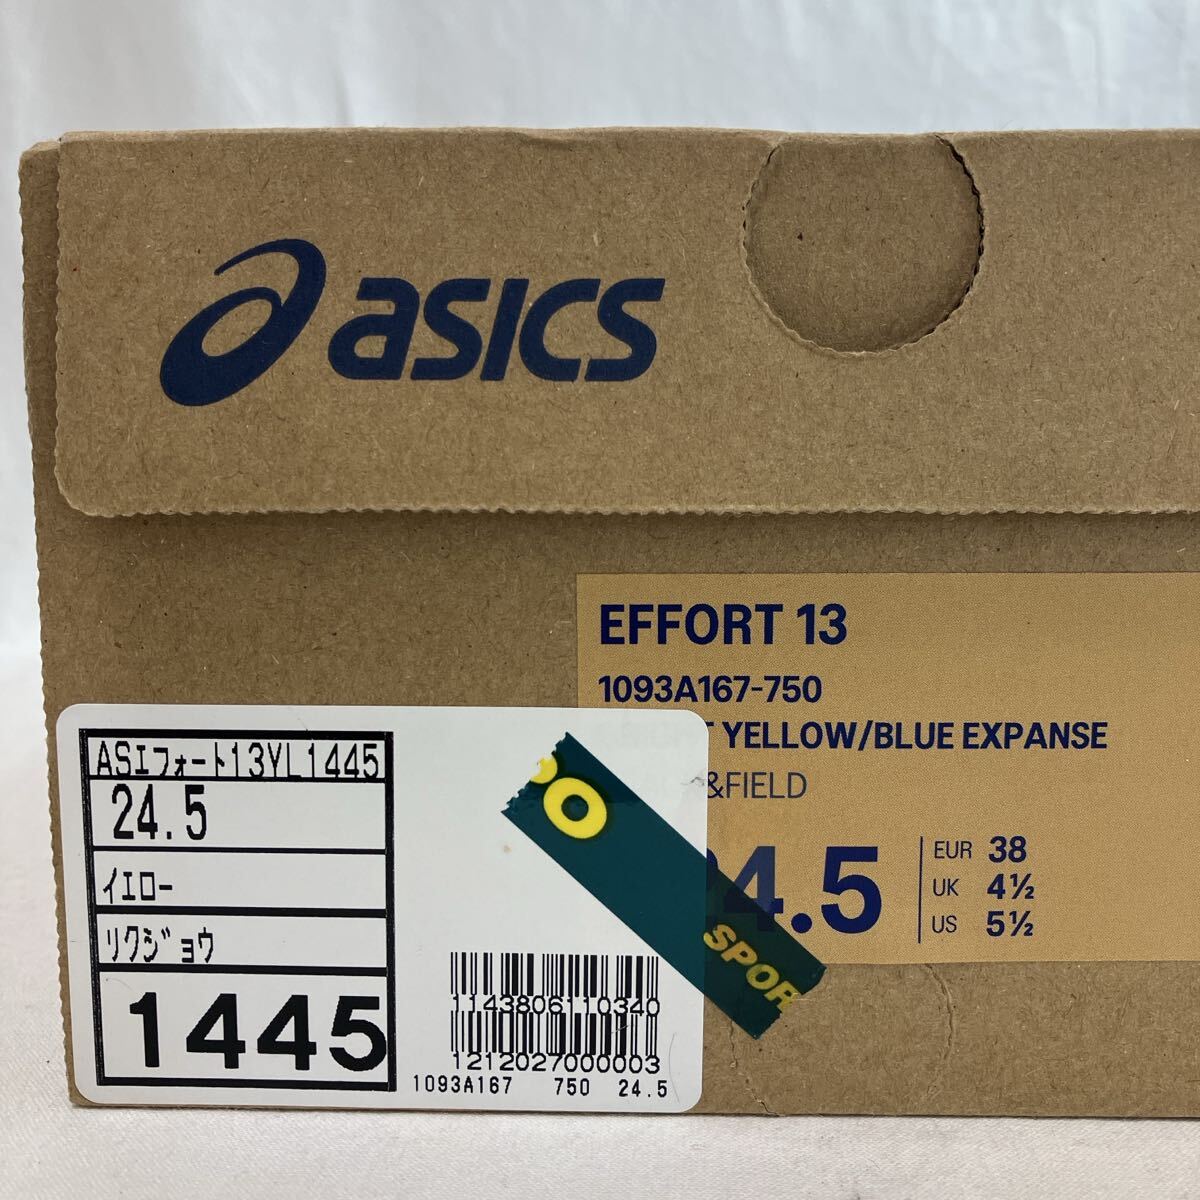 asics
EFFORT 13
1093A167-750
YELLOW/BLUE EXPANSE
&FIELD
24.5
EUR 38
UK 4½
US 5½
ASエフォート13YL1445
24.5
イエロー
リクジョウ
1445
1143806110340
1212027000003
1093A167 750 24.5
PO
SPOR